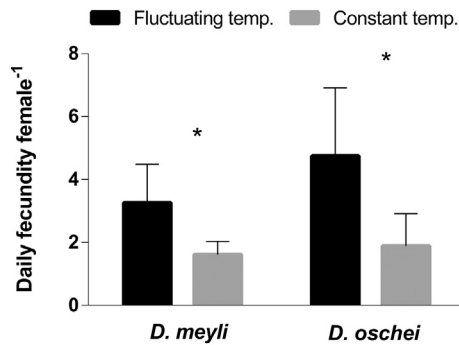 Fluctuating temp. Constant temp.
Daily fecundity female⁻¹
8
6
4
2
0
*
*
D. meyli D. oschei